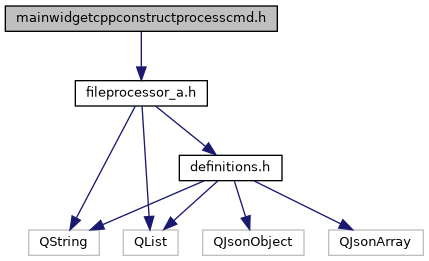 mainwidgetcppconstructprocesscmd.h
fileprocessor_a.h
definitions.h
QString
QList
QJsonObject
QJsonArray